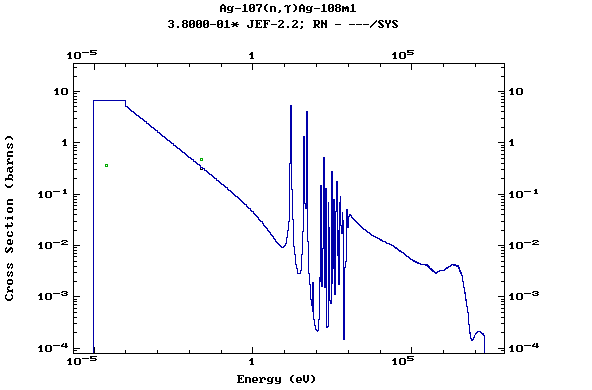 Ag-107(n,γ)Ag-108m1
3.8000-01* JEF-2.2; RN - ---/SYS
10⁻⁵ 1 10⁵
10 10
1 1
10⁻¹ 10⁻¹
10⁻² 10⁻²
10⁻³ 10⁻³
10⁻⁴ 10⁻⁴
10⁻⁵ 1 10⁵
Cross Section (barns)
Energy (eV)